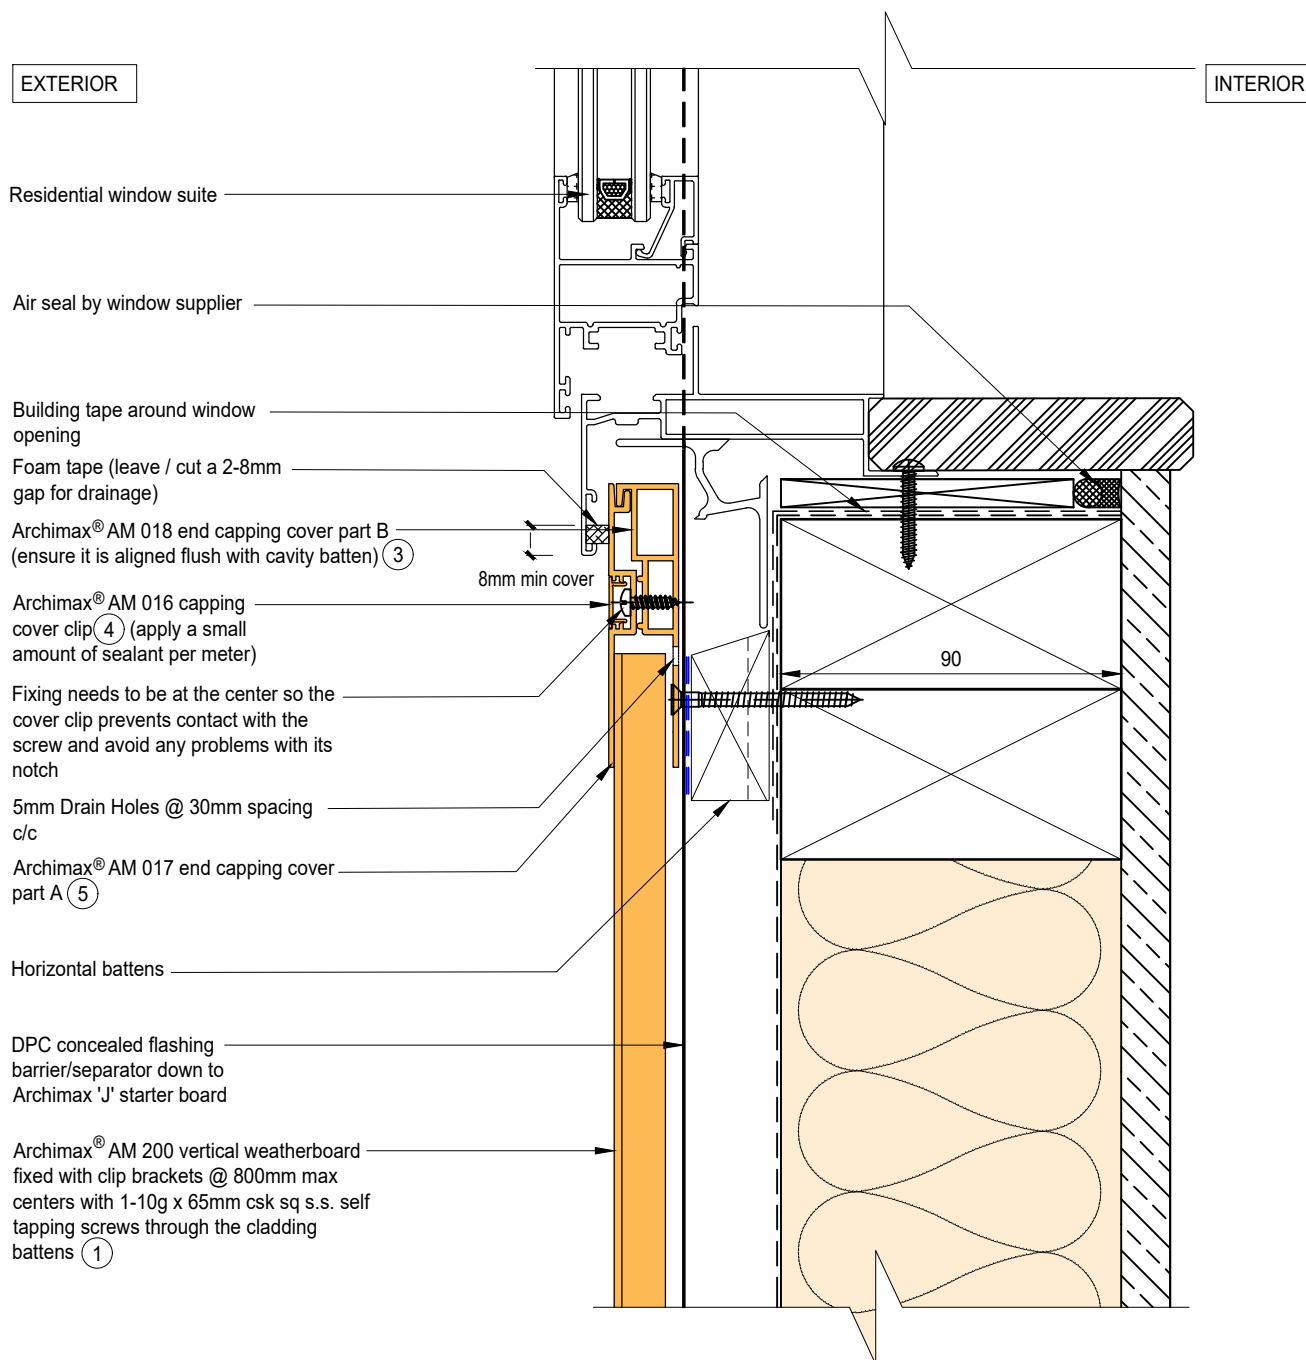 EXTERIOR
INTERIOR
Residential window suite
Air seal by window supplier
Building tape around window
opening
Foam tape (leave / cut a 2-8mm
gap for drainage)
Archimax® AM 018 end capping cover part B
(ensure it is aligned flush with cavity batten) 3
8mm min cover
Archimax® AM 016 capping
cover clip 4 (apply a small
amount of sealant per meter)
90
Fixing needs to be at the center so the
cover clip prevents contact with the
screw and avoid any problems with its
notch
5mm Drain Holes @ 30mm spacing
c/c
Archimax® AM 017 end capping cover
part A 5
Horizontal battens
DPC concealed flashing
barrier/separator down to
Archimax 'J' starter board
Archimax® AM 200 vertical weatherboard
fixed with clip brackets @ 800mm max
centers with 1-10g x 65mm csk sq s.s. self
tapping screws through the cladding
battens 1